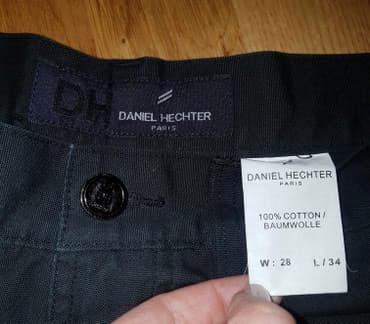 DH
DANIEL HECHTER
PARIS
DANIEL HECHTER
PARIS
100% COTTON /
BAUMWOLLE
W: 28 L/34